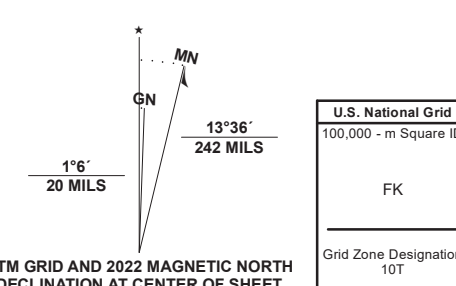 ★
MN
GN
13°36´
242 MILS
1°6´
20 MILS
TM GRID AND 2022 MAGNETIC NORTH
DECLINATION AT CENTER OF SHEET
U.S. National Grid
100,000 - m Square ID
FK
Grid Zone Designation
10T